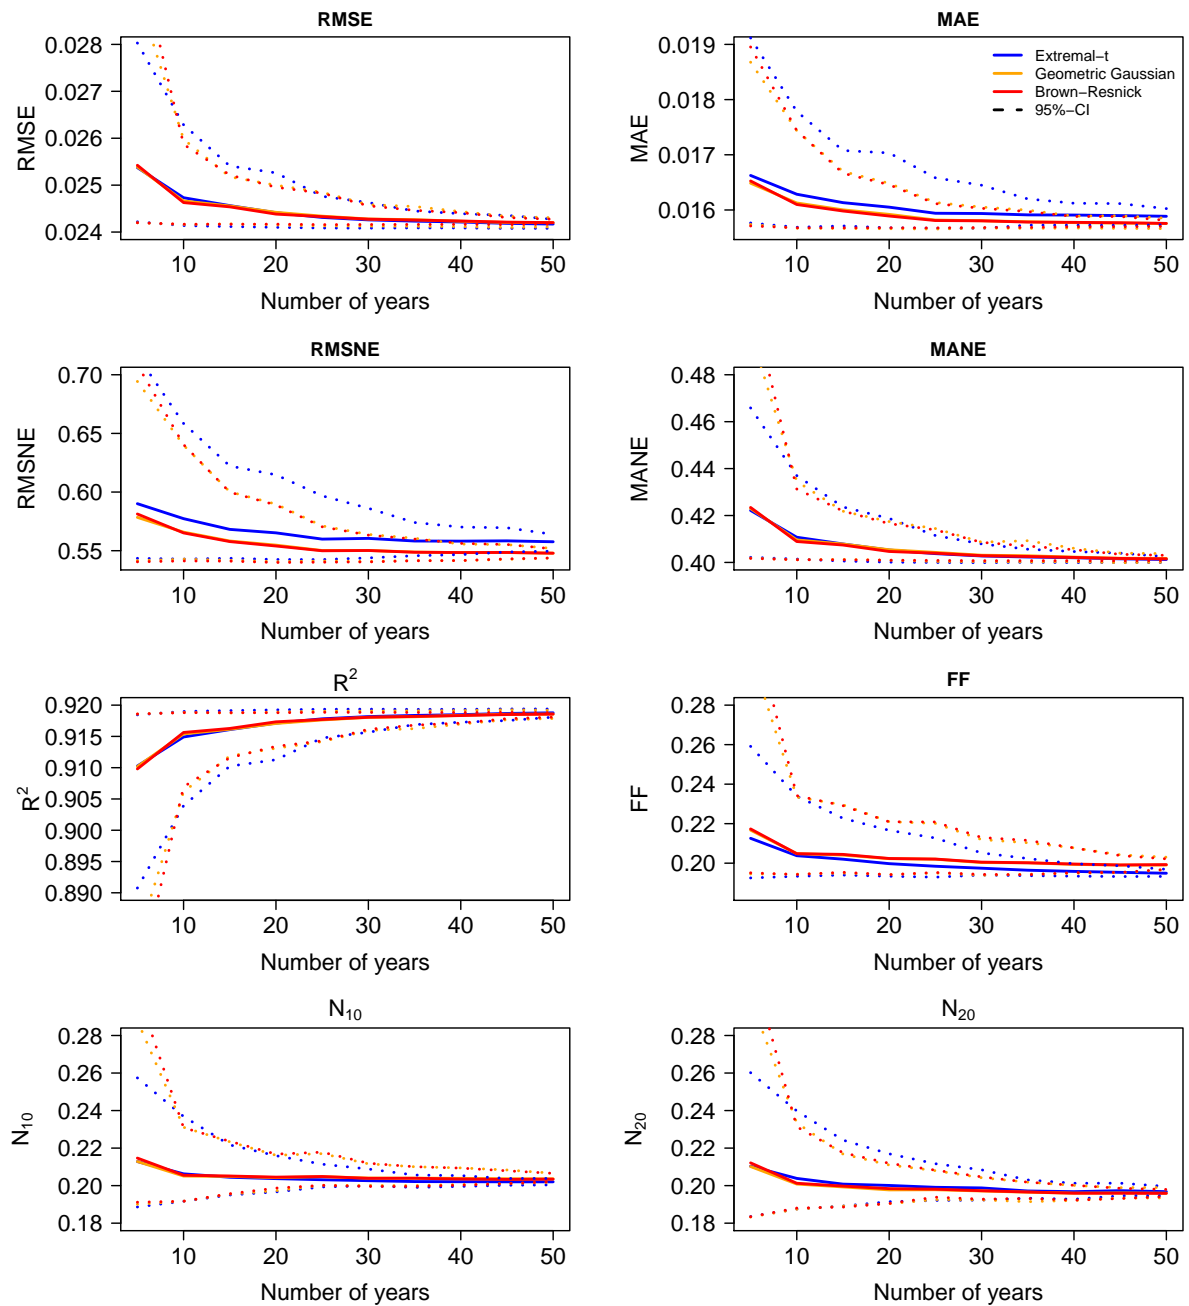 RMSE
RMSE
0.028
0.027
0.026
0.025
0.024
10 20 30 40 50
Number of years
MAE
MAE
0.019
0.018
0.016
0.016
10 20 30 40 50
Number of years
Extremal−t
Geometric Gaussian
Brown−Resnick
95%−CI
RMSNE
RMSNE
0.70
0.65
0.60
0.55
10 20 30 40 50
Number of years
MANE
MANE
0.48
0.46
0.44
0.42
0.40
10 20 30 40 50
Number of years
R²
R²
0.920
0.915
0.910
0.905
0.900
0.895
0.890
10 20 30 40 50
Number of years
FF
FF
0.28
0.26
0.24
0.22
0.20
10 20 30 40 50
Number of years
N₁₀
N₁₀
0.28
0.26
0.24
0.22
0.20
0.18
10 20 30 40 50
Number of years
N₂₀
N₂₀
0.28
0.26
0.24
0.22
0.20
0.18
10 20 30 40 50
Number of years